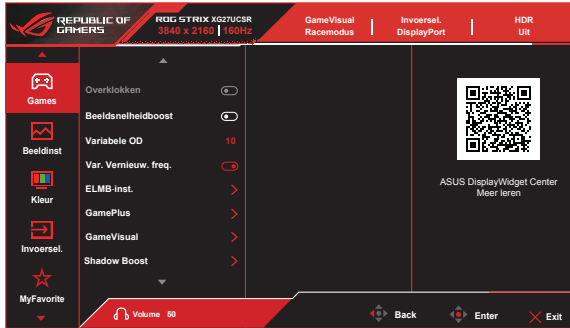 REPUBLIC OF
GAMERS
ROG STRIX XG27UCSR
3840 x 2160 160Hz
GameVisual
Racemodus
Invoersel.
DisplayPort
HDR
Uit
Games
Beeldinst
Kleur
Invoersel.
MyFavorite
Overklokken
Beeldsnelheidboost
Variabele OD 10
Var. Vernieuw. freq.
ELMB-inst.
GamePlus
GameVisual
Shadow Boost
ASUS DisplayWidget Center
Meer leren
Volume 50
Back
Enter
Exit